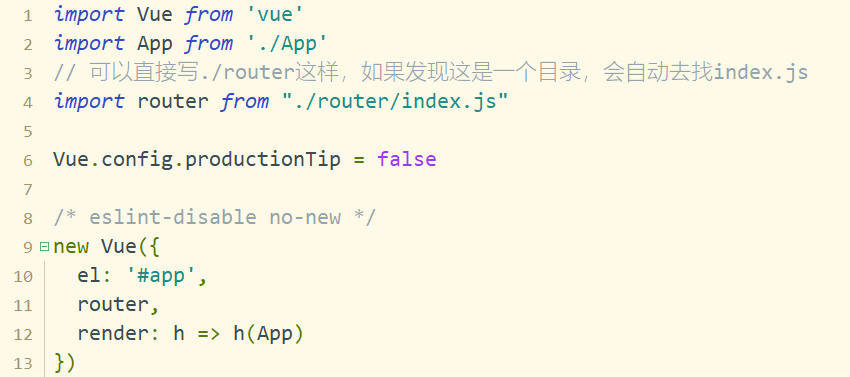 1 import Vue from 'vue'
2 import App from './App'
3 // 可以直接写./router这样，如果发现这是一个目录，会自动去找index.js
4 import router from "./router/index.js"
5
6 Vue.config.productionTip = false
7
8 /* eslint-disable no-new */
9 new Vue({
10 el: '#app',
11 router,
12 render: h => h(App)
13 })